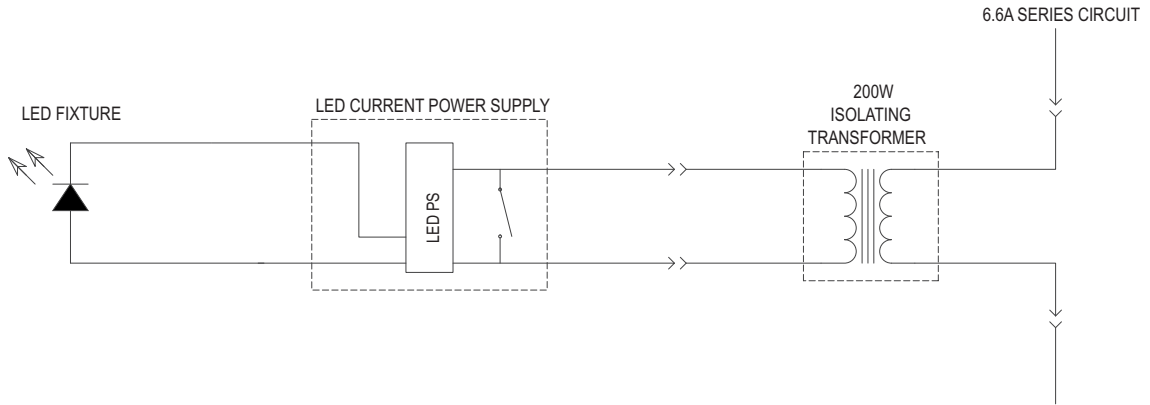 6.6A SERIES CIRCUIT
LED FIXTURE
LED CURRENT POWER SUPPLY
200W
ISOLATING
TRANSFORMER
LED PS